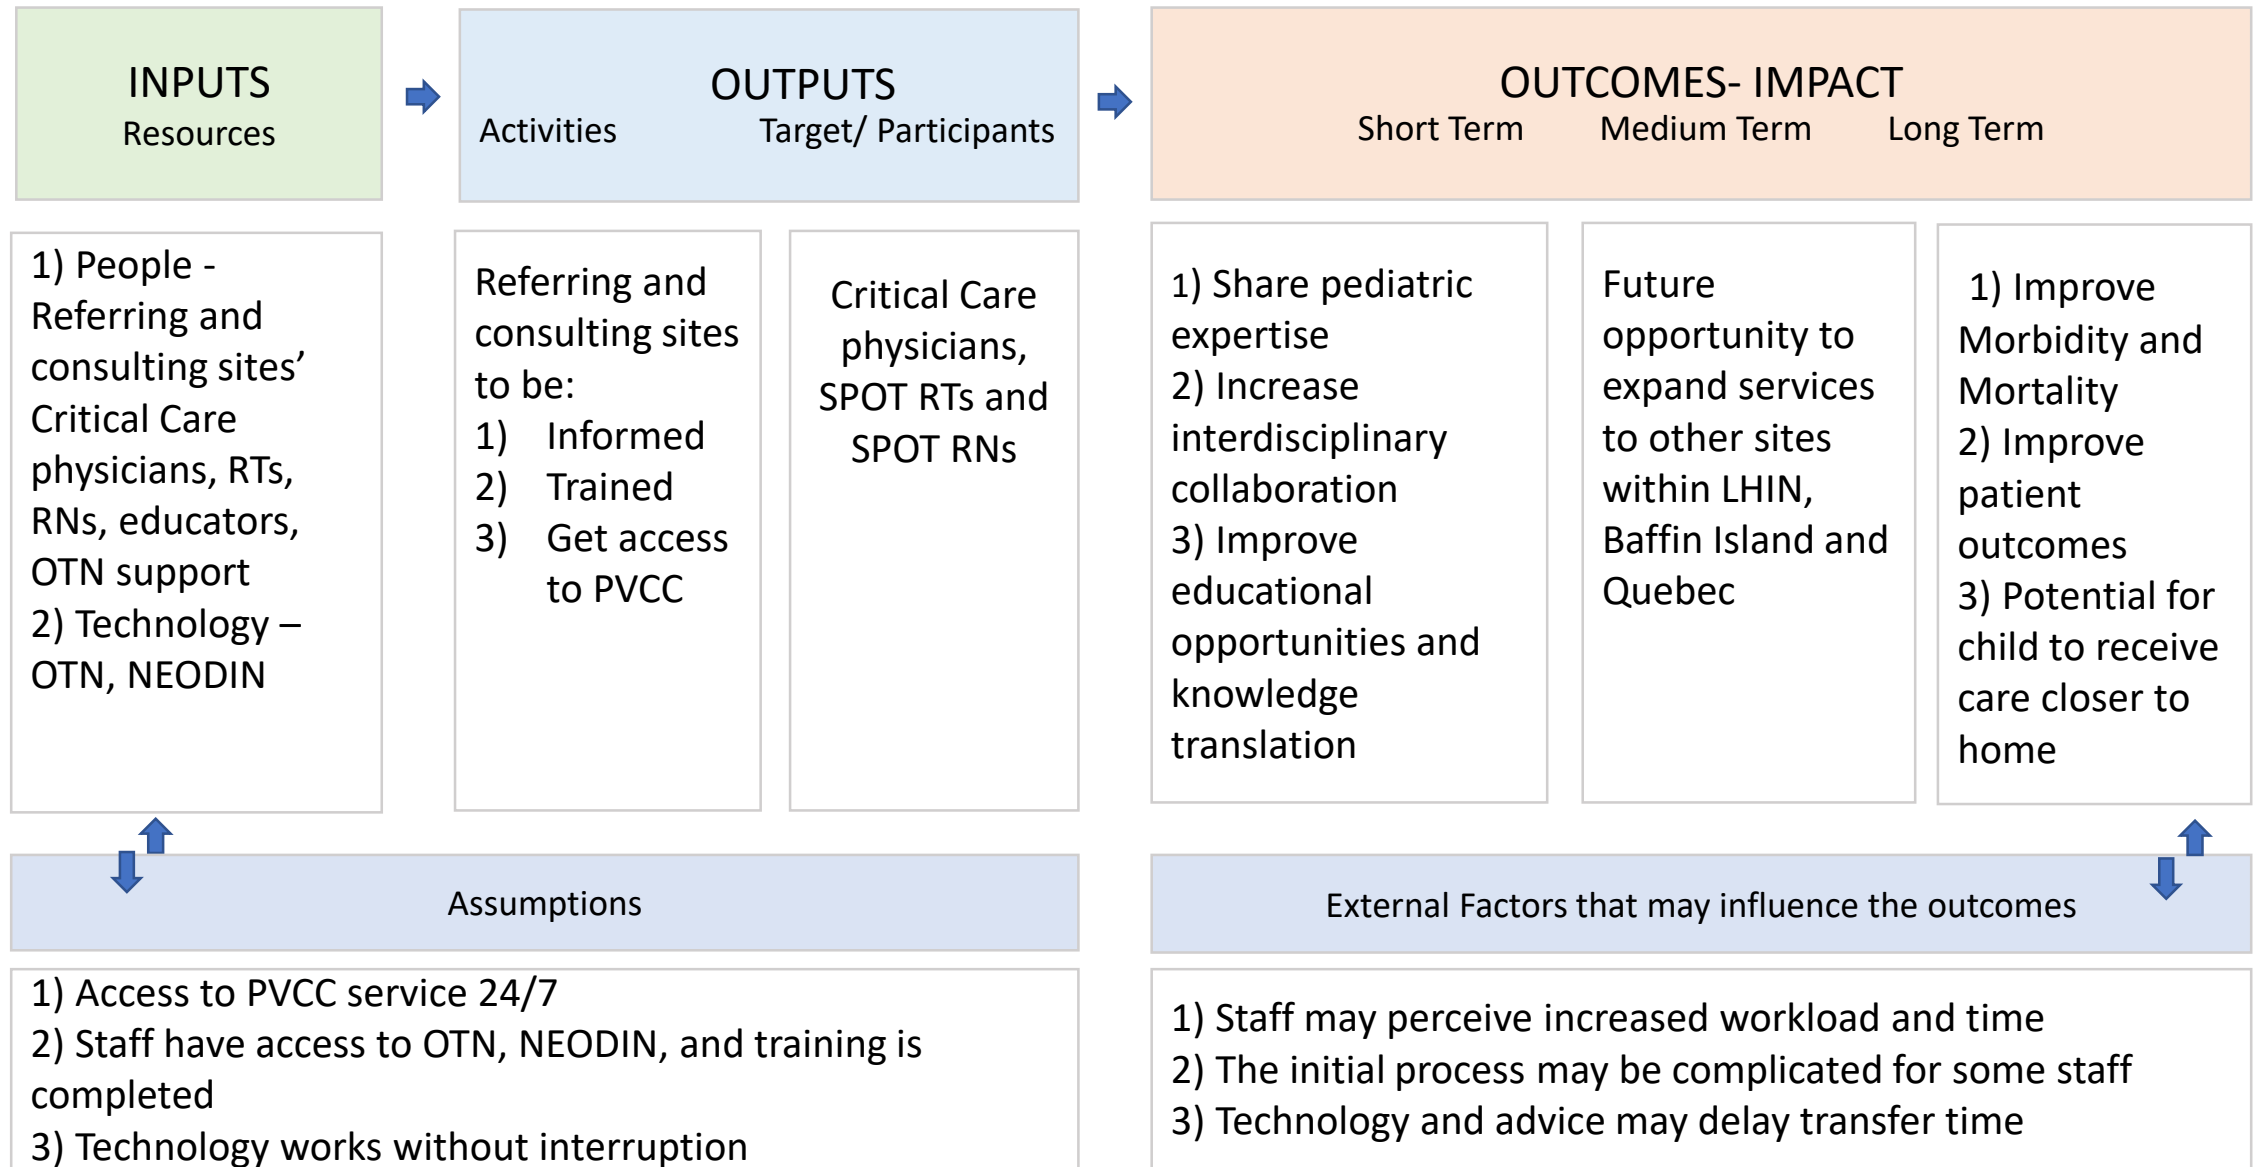 INPUTS
Resources
OUTPUTS
Activities Target/ Participants
OUTCOMES- IMPACT
Short Term Medium Term Long Term
1) People -
Referring and
consulting sites’
Critical Care
physicians, RTs,
RNs, educators,
OTN support
2) Technology –
OTN, NEODIN
Referring and
consulting sites
to be:
1) Informed
2) Trained
3) Get access
to PVCC
Critical Care
physicians,
SPOT RTs and
SPOT RNs
1) Share pediatric
expertise
2) Increase
interdisciplinary
collaboration
3) Improve
educational
opportunities and
knowledge
translation
Future
opportunity to
expand services
to other sites
within LHIN,
Baffin Island and
Quebec
1) Improve
Morbidity and
Mortality
2) Improve
patient
outcomes
3) Potential for
child to receive
care closer to
home
Assumptions
1) Access to PVCC service 24/7
2) Staff have access to OTN, NEODIN, and training is
completed
3) Technology works without interruption
External Factors that may influence the outcomes
1) Staff may perceive increased workload and time
2) The initial process may be complicated for some staff
3) Technology and advice may delay transfer time